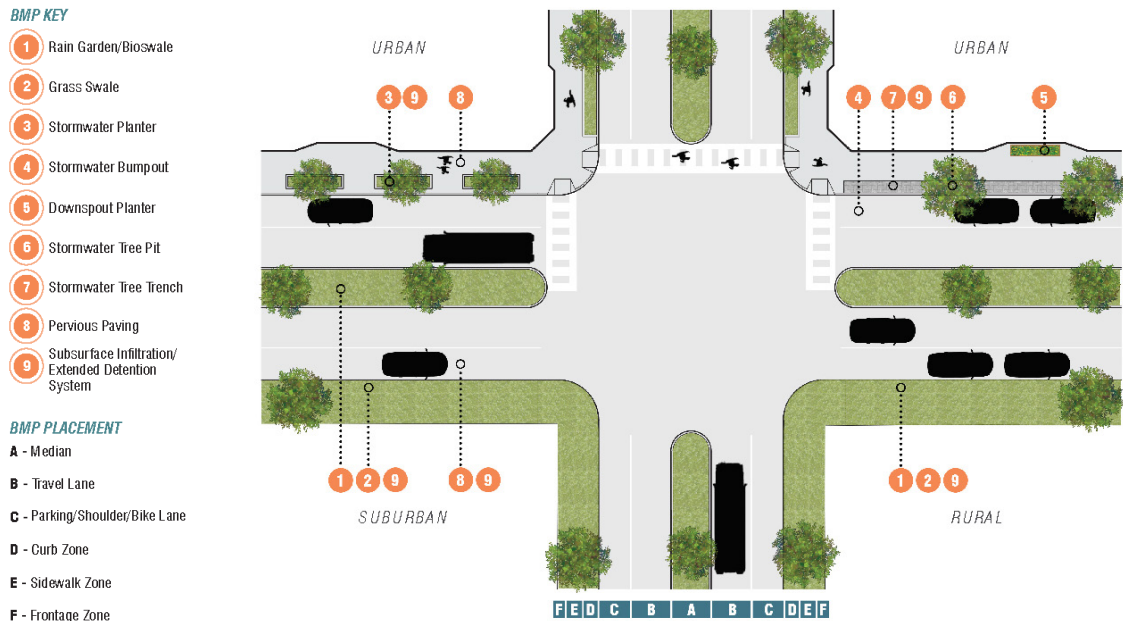 BMP KEY
1 Rain Garden/Bioswale
2 Grass Swale
3 Stormwater Planter
4 Stormwater Bumpout
5 Downspout Planter
6 Stormwater Tree Pit
7 Stormwater Tree Trench
8 Pervious Paving
9 Subsurface Infiltration/
Extended Detention
System
BMP PLACEMENT
A - Median
B - Travel Lane
C - Parking/Shoulder/Bike Lane
D - Curb Zone
E - Sidewalk Zone
F - Frontage Zone
URBAN
URBAN
3 9 8
4 7 9 6 5
1 2 9 8 9
1 2 9
SUBURBAN
RURAL
F E D C B A B C D E F